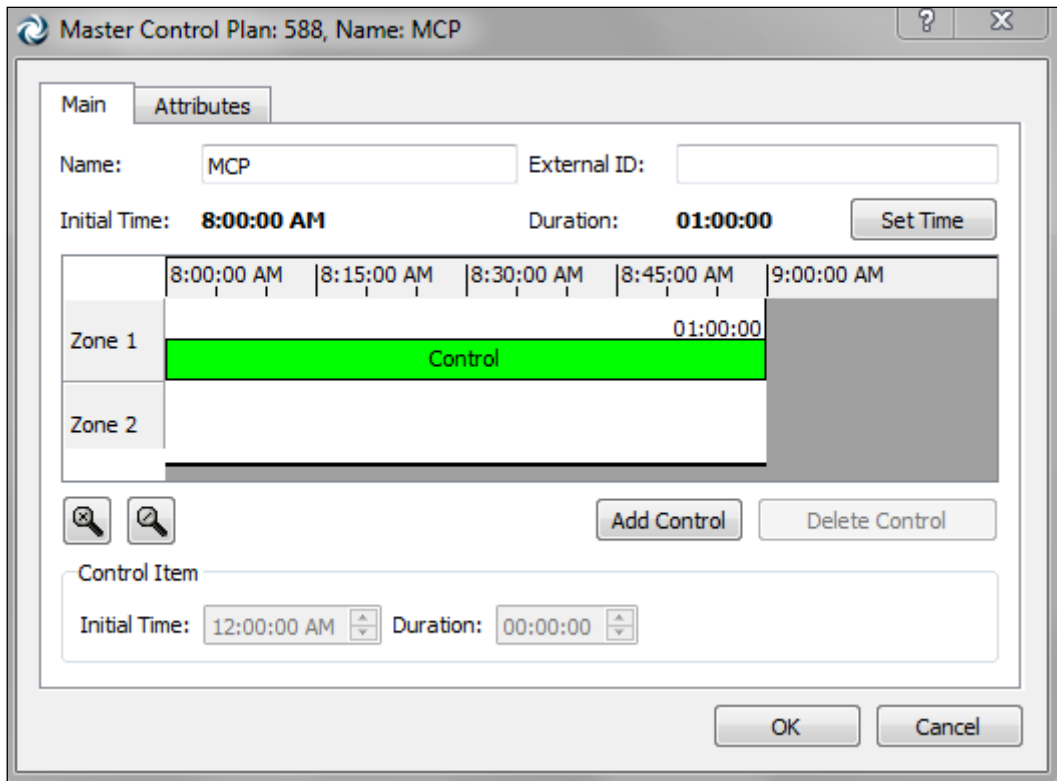 Master Control Plan: 588, Name: MCP
?
Main Attributes
Name: MCP External ID:
Initial Time: 8:00:00 AM Duration: 01:00:00 Set Time
8:00:00 AM 8:15:00 AM 8:30:00 AM 8:45:00 AM 9:00:00 AM
Zone 1 01:00:00
Control
Zone 2
Add Control Delete Control
Control Item
Initial Time: 12:00:00 AM Duration: 00:00:00
OK Cancel